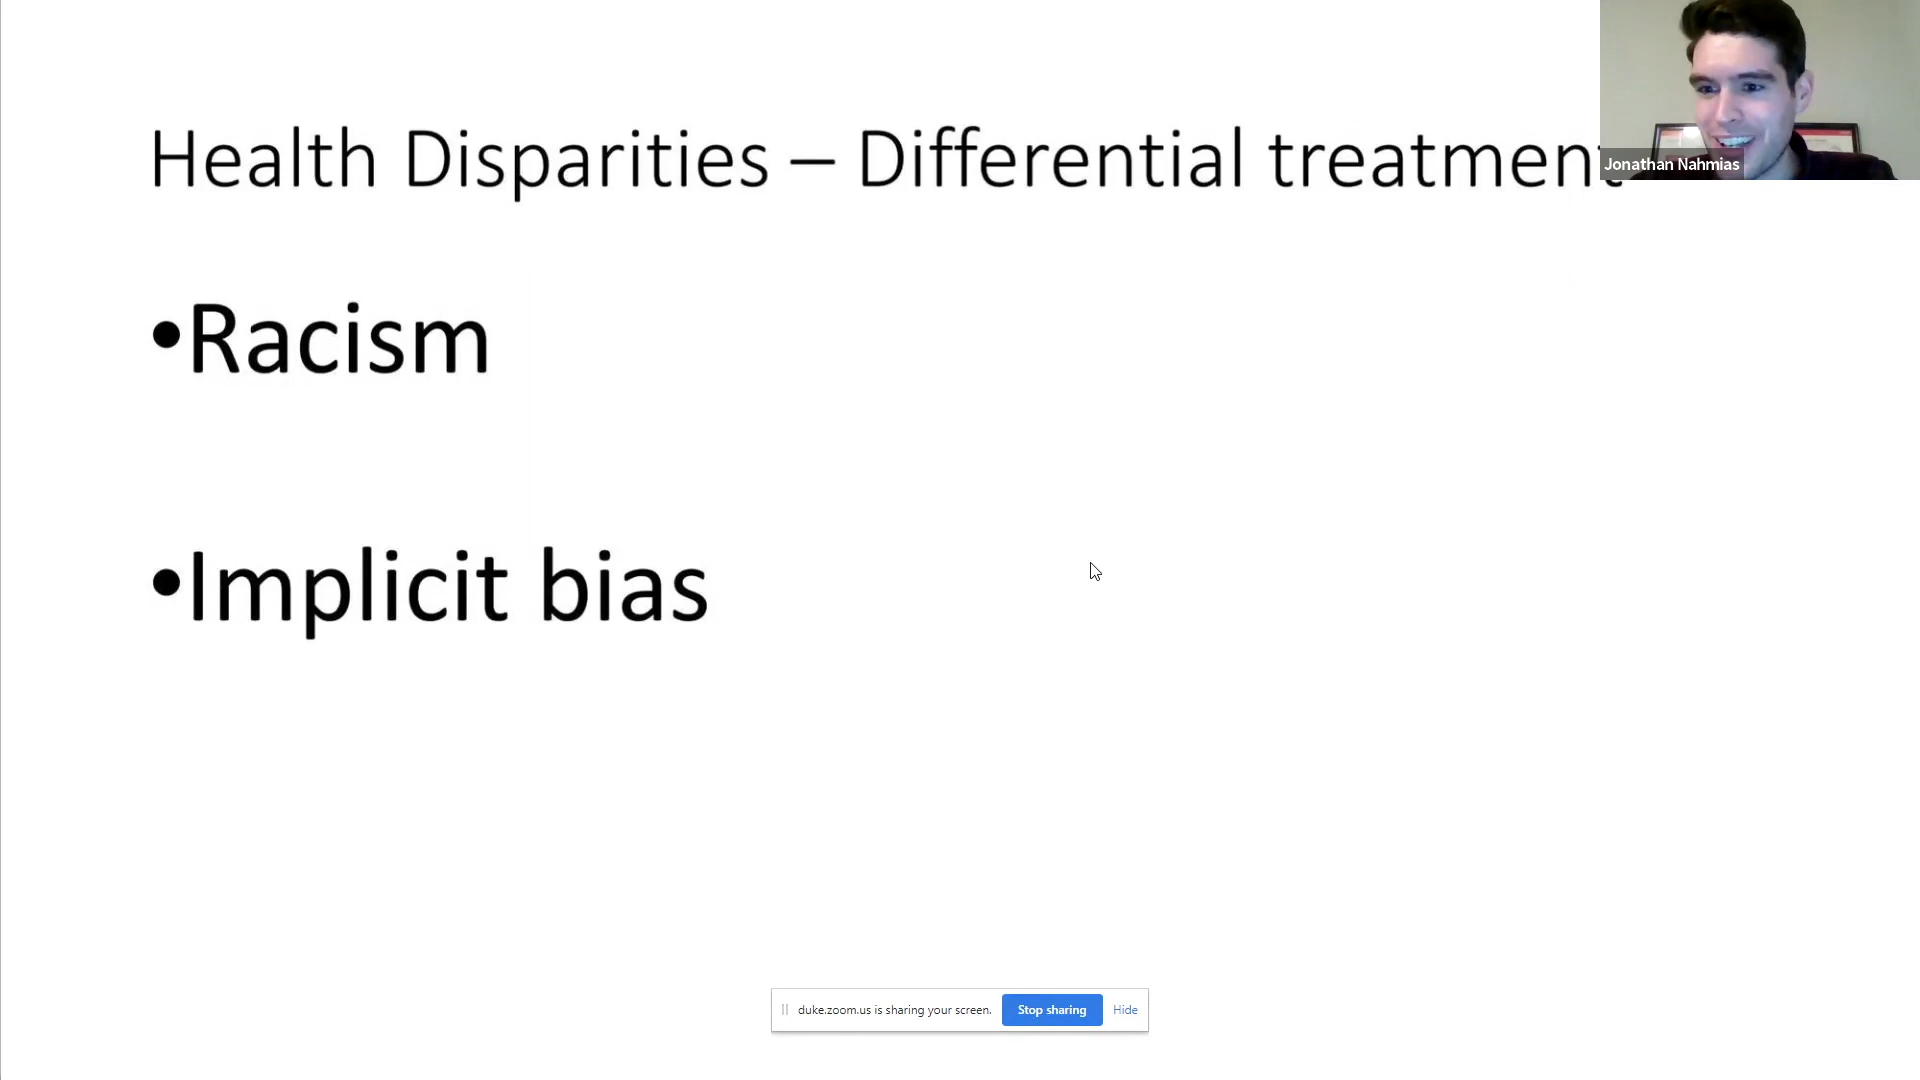 Health Disparities – Differential treatment
Jonathan Nahmias
•Racism
•Implicit bias
duke.zoom.us is sharing your screen.
Stop sharing
Hide